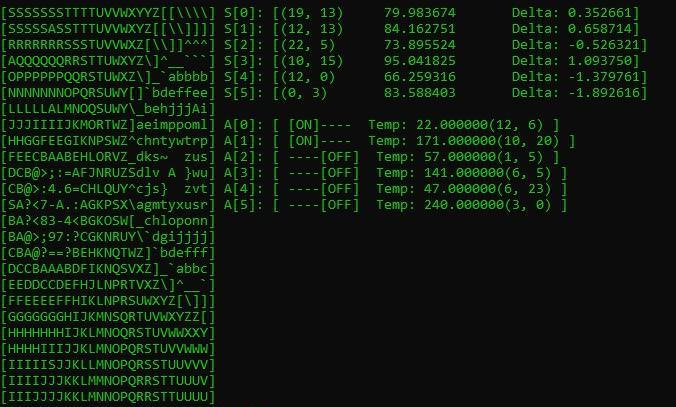 [SSSSSSSTTTTUVVWXYYZ[[\\\\] S[0]: [(19, 13)     79.983674       Delta: 0.352661]
[SSSSSASSTTTUVVWXYZ[[\\]]]] S[1]: [(12, 13)     84.162751       Delta: 0.658714]
[RRRRRRRRSSSTUVVWXZ[\\]]^^^] S[2]: [(22, 5)      73.895524       Delta: -0.526321]
[AQQQQQQRRSTTUWXYZ\]^__```] S[3]: [(10, 15)     95.041825       Delta: 1.093750]
[OPPPPPPPQQRSTUWXZ\]_`abbbb] S[4]: [(12, 0)      66.259316       Delta: -1.379761]
[NNNNNNNNOPQRSUWY[]`bdeffee] S[5]: [(0, 3)       83.588403       Delta: -1.892616]
[LLLLLALMNOQSUWY\_behjjjAi]
[JJJIIIIJKMORTWZ]aeimppoml] A[0]: [ [ON]----  Temp: 22.000000(12, 6) ]
[HHGGFEEGIKNPSWZ^chntywtrp] A[1]: [ [ON]----  Temp: 171.000000(10, 20) ]
[FEECBAABEHLORVZ_dks~  zus] A[2]: [ ----[OFF]  Temp: 57.000000(1, 5) ]
[DCB@>;:=AFJNRUZSdlv A }wu] A[3]: [ ----[OFF]  Temp: 141.000000(6, 5) ]
[CB@>:4.6=CHLQUY^cjs}  zvt] A[4]: [ ----[OFF]  Temp: 47.000000(6, 23) ]
[SA?<7-A.:AGKPSX\agmtyxusr] A[5]: [ ----[OFF]  Temp: 240.000000(3, 0) ]
[BA?<83-4<BGKOSW[_chloponn]
[BA@>;97:?CGKNRUY\`dgijjjj]
[CBA@?==?BEHKNQTWZ]`bdefff]
[DCCBAAABDFIKNQSVXZ]_`abbc]
[EEDDCCDEFHJLNPRTVXZ\]^__`]
[FFEEEEFFHIKLNPRSUWXYZ[\]]]
[GGGGGGGHIJKMNSQRTUVWXYZZ[]
[HHHHHHHIJKLMNOQRSTUVWWXXY]
[HHHHIIIJJKLMNOPQRSTUVVWWW]
[IIIIISJJKLLMNOPQRSSTUUVVV]
[IIIIJJJKKLMMNOPQRRSTTUUUV]
[IIIJJJJKKLMNNOPQRRSTTUUUU]